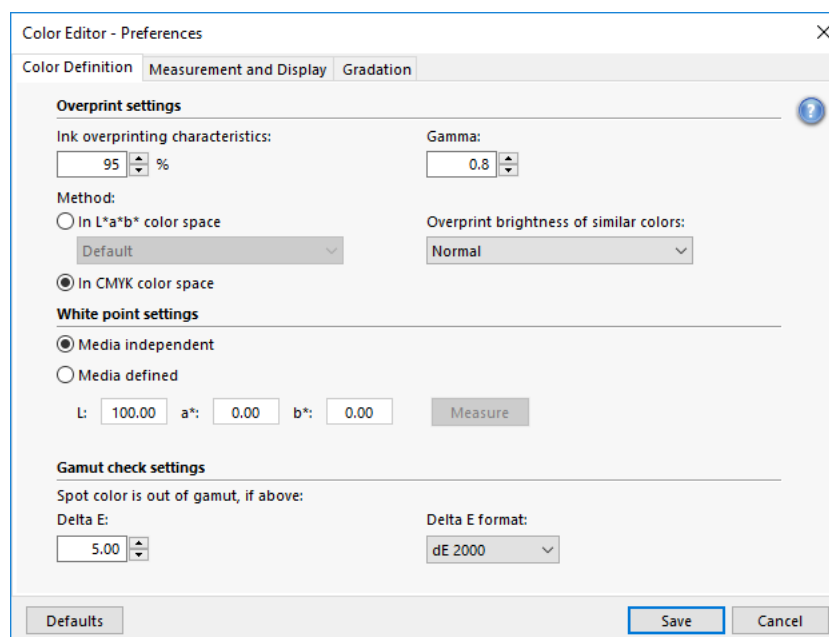 Color Editor - Preferences
Color Definition Measurement and Display Gradation
Overprint settings
?
Ink overprinting characteristics: Gamma:
95 % 0.8
Method:
In L*a*b* color space Overprint brightness of similar colors:
Default Normal
In CMYK color space
White point settings
Media independent
Media defined
L: 100.00 a*: 0.00 b*: 0.00 Measure
Gamut check settings
Spot color is out of gamut, if above:
Delta E: Delta E format:
5.00 dE 2000
Defaults Save Cancel